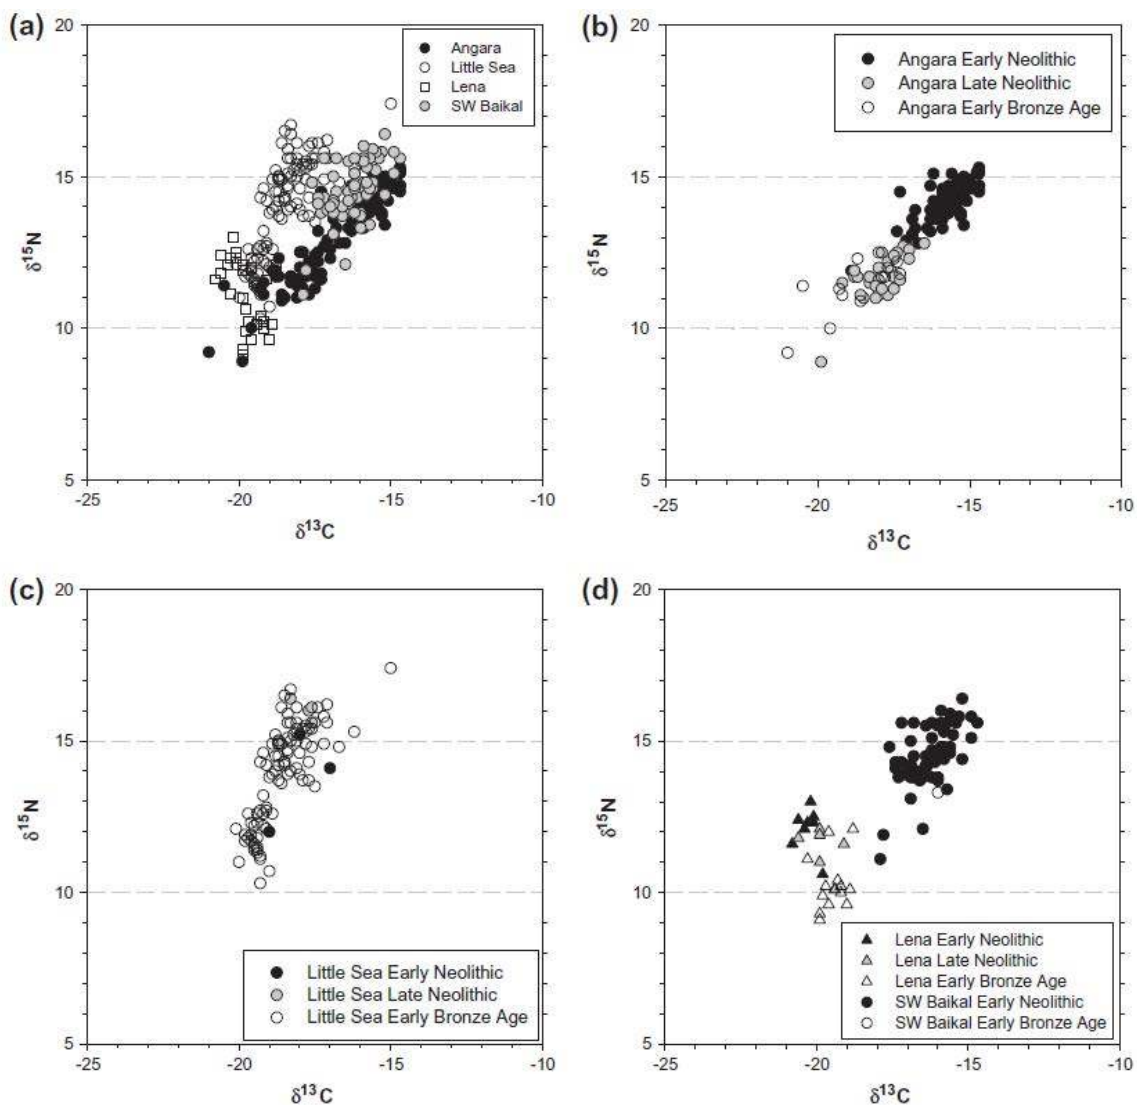 (a)
20
15
10
5
δ15N
-25 -20 -15 -10
δ13C
Angara
Little Sea
Lena
SW Baikal
(b)
20
15
10
5
δ15N
-25 -20 -15 -10
δ13C
Angara Early Neolithic
Angara Late Neolithic
Angara Early Bronze Age
(c)
20
15
10
5
δ15N
-25 -20 -15 -10
δ13C
Little Sea Early Neolithic
Little Sea Late Neolithic
Little Sea Early Bronze Age
(d)
20
15
10
5
δ15N
-25 -20 -15 -10
δ13C
Lena Early Neolithic
Lena Late Neolithic
Lena Early Bronze Age
SW Baikal Early Neolithic
SW Baikal Early Bronze Age